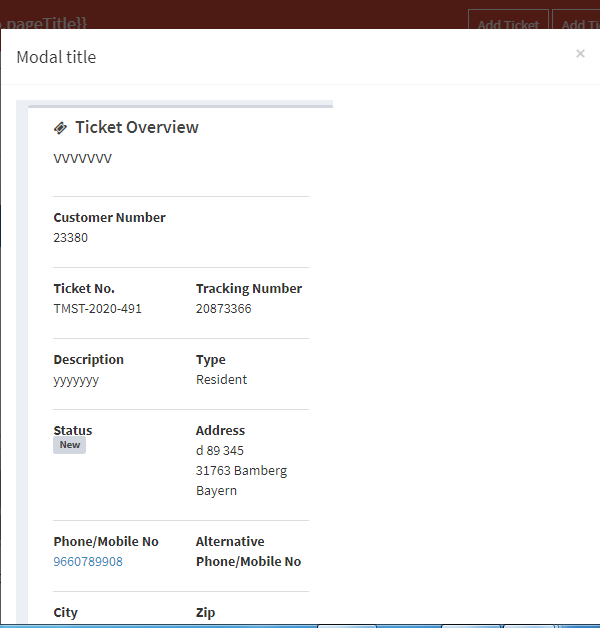 pageTitle}}
Add Ticket Add Ti
Modal title
×
Ticket Overview
VVVVVVV
Customer Number
23380
Ticket No. Tracking Number
TMST-2020-491 20873366
Description Type
yyyyyyy Resident
Status Address
New d 89 345
31763 Bamberg
Bayern
Phone/Mobile No Alternative
9660789908 Phone/Mobile No
City Zip